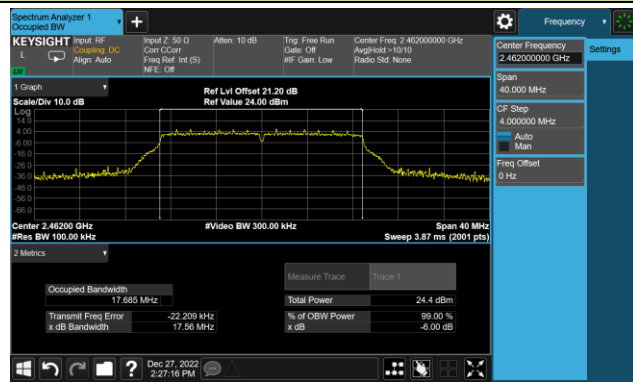 Spectrum Analyzer 1
Occupied BW
+
Frequency
KEYSIGHT
L
Input: RF
Coupling: DC
Align: Auto
Input Z: 50 Ω
Corr CCorr
Freq Ref: Int (S)
NFE: Off
Atten: 10 dB
Trig: Free Run
Gate: Off
#IF Gain: Low
Center Freq: 2.462000000 GHz
Avg|Hold:>10/10
Radio Std: None
Center Frequency
2.462000000 GHz
Settings
Span
40.000 MHz
CF Step
4.000000 MHz
Auto
Man
Freq Offset
0 Hz
1 Graph
Scale/Div 10.0 dB
Ref Lvl Offset 21.20 dB
Ref Value 24.00 dBm
Log
14.0
4.00
-6.00
-16.0
-26.0
-36.0
-46.0
-56.0
-66.0
Center 2.46200 GHz
#Res BW 100.00 kHz
#Video BW 300.00 kHz
Span 40 MHz
Sweep 3.87 ms (2001 pts)
2 Metrics
Measure Trace
Trace 1
Occupied Bandwidth
17.685 MHz
Total Power
24.4 dBm
Transmit Freq Error
-22.209 kHz
% of OBW Power
99.00 %
x dB Bandwidth
17.56 MHz
x dB
-6.00 dB
?
Dec 27, 2022
2:27:16 PM